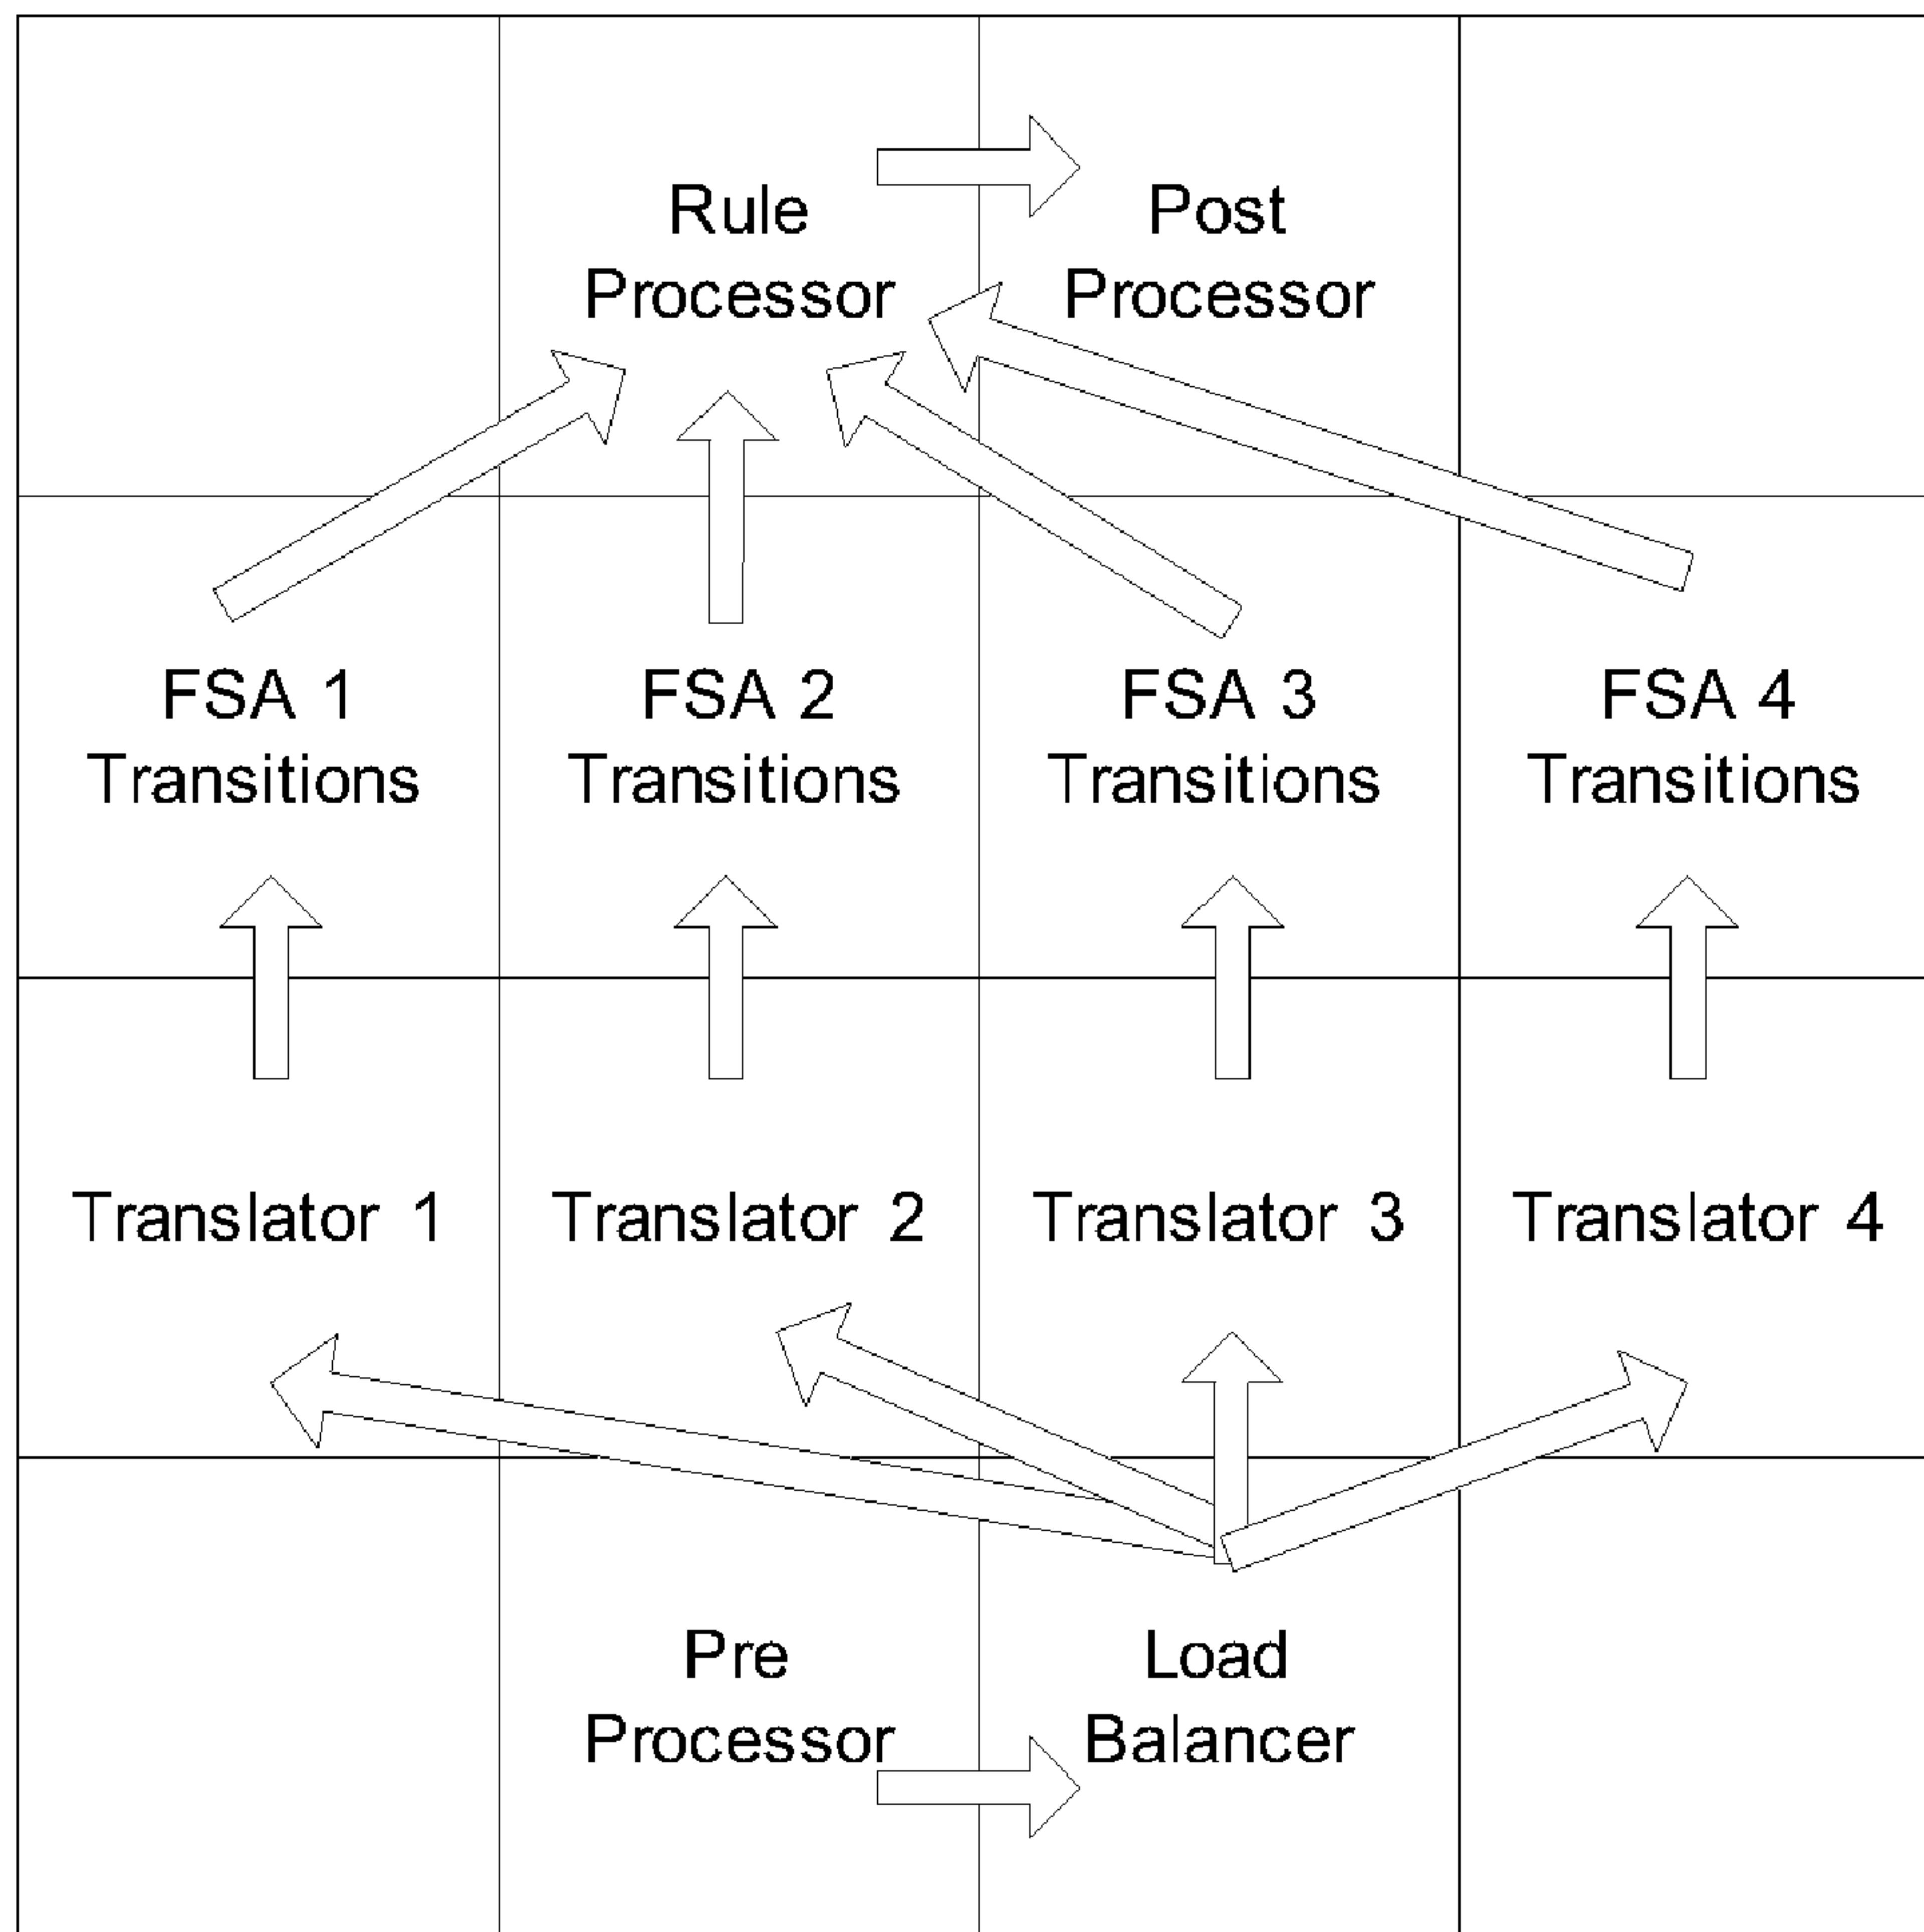 Rule
Processor
Post
Processor
FSA 1
Transitions
FSA 2
Transitions
FSA 3
Transitions
FSA 4
Transitions
Translator 1
Translator 2
Translator 3
Translator 4
Pre
Processor
Load
Balancer